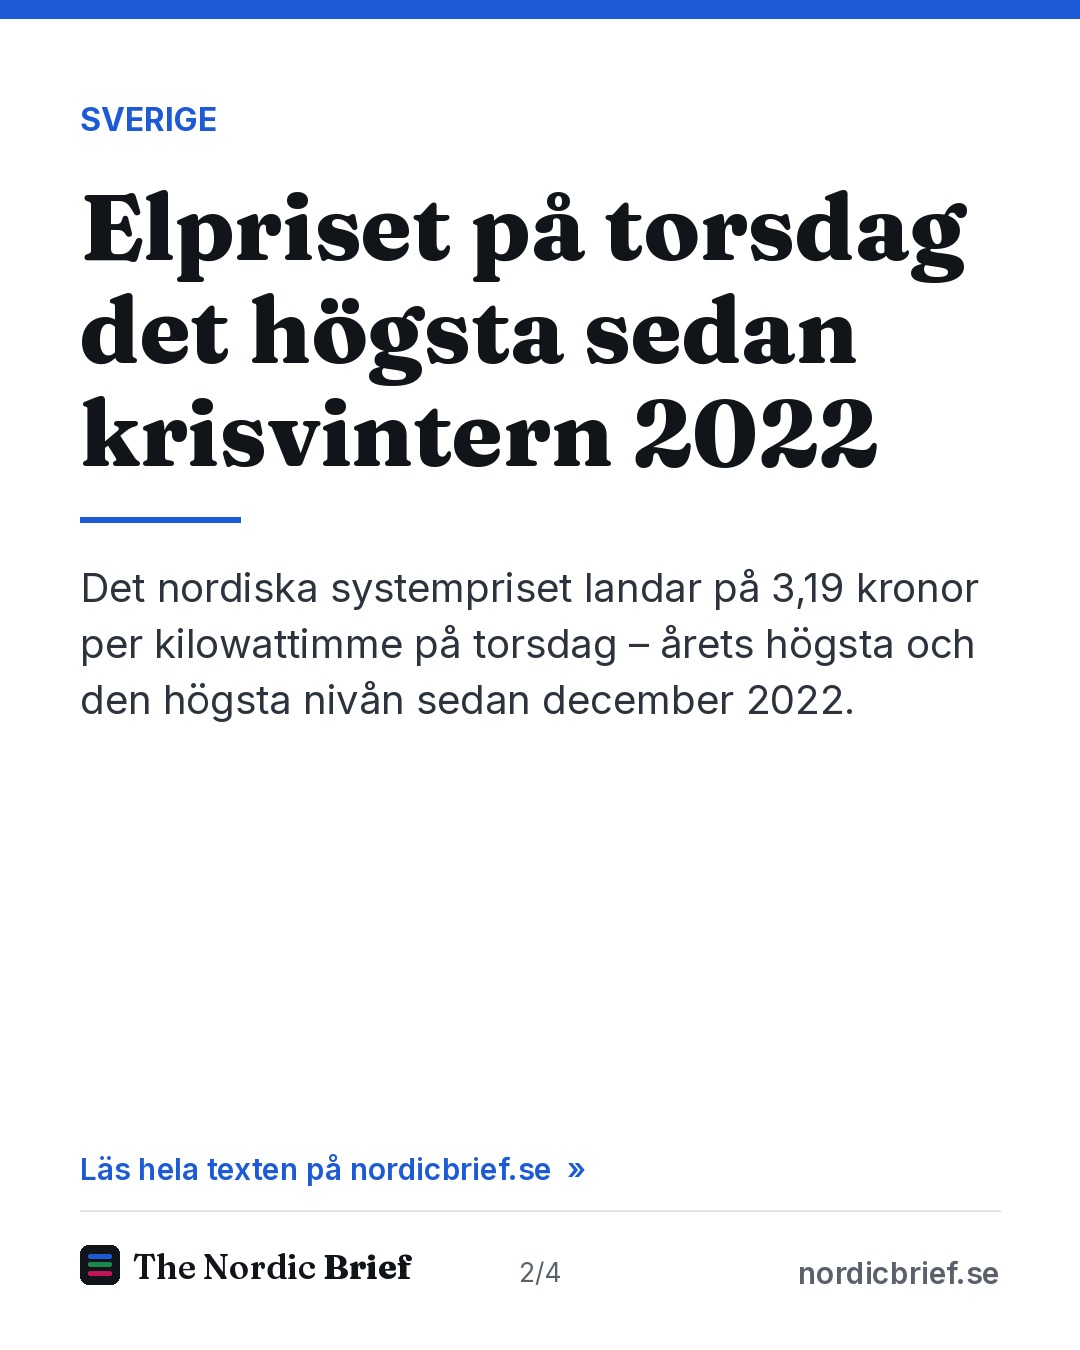 SVERIGE
Elpriset på torsdag
det högsta sedan
krisvintern 2022
Det nordiska systempriset landar på 3,19 kronor
per kilowattimme på torsdag – årets högsta och
den högsta nivån sedan december 2022.
Läs hela texten på nordicbrief.se »
The Nordic Brief 2/4 nordicbrief.se